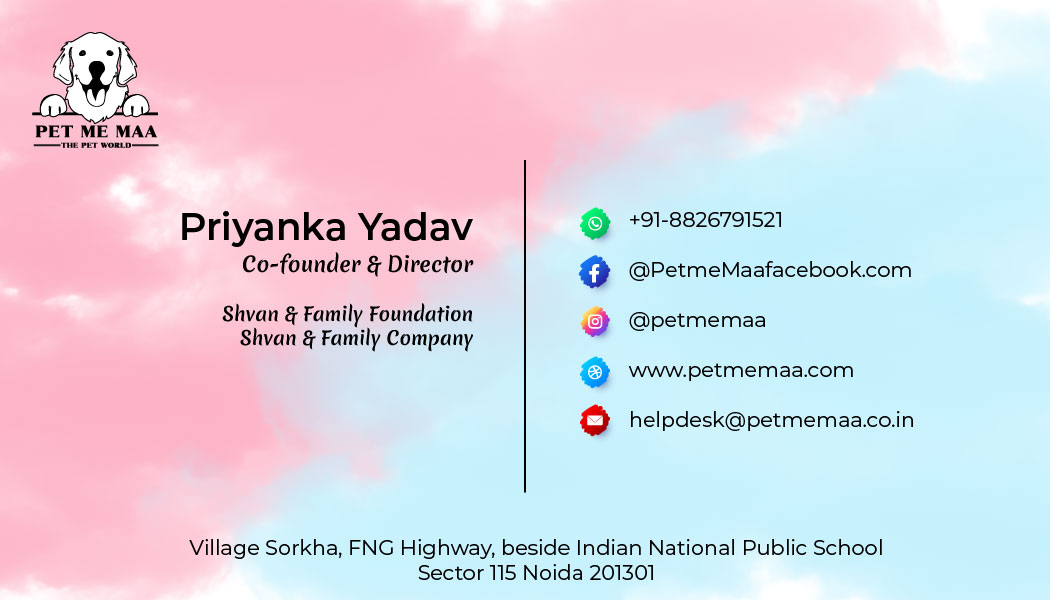 PET ME MAA
THE PET WORLD
Priyanka Yadav
Co-founder & Director
Shvan & Family Foundation
Shvan & Family Company
+91-8826791521
@PetmeMaafacebook.com
@petmemaa
www.petmemaa.com
helpdesk@petmemaa.co.in
Village Sorkha, FNG Highway, beside Indian National Public School
Sector 115 Noida 201301